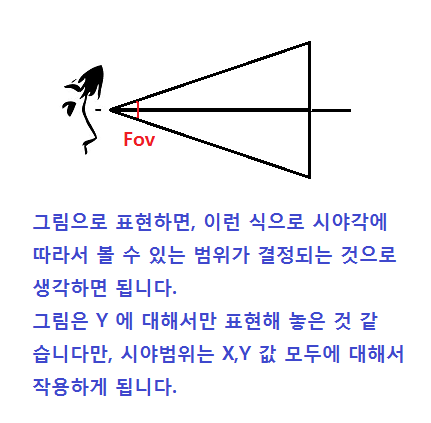 Fov
그림으로 표현하면, 이런 식으로 시야각에
따라서 볼 수 있는 범위가 결정되는 것으로
생각하면 됩니다.
그림은 Y 에 대해서만 표현해 놓은 것 같
습니다만, 시야범위는 X,Y 값 모두에 대해서
작용하게 됩니다.